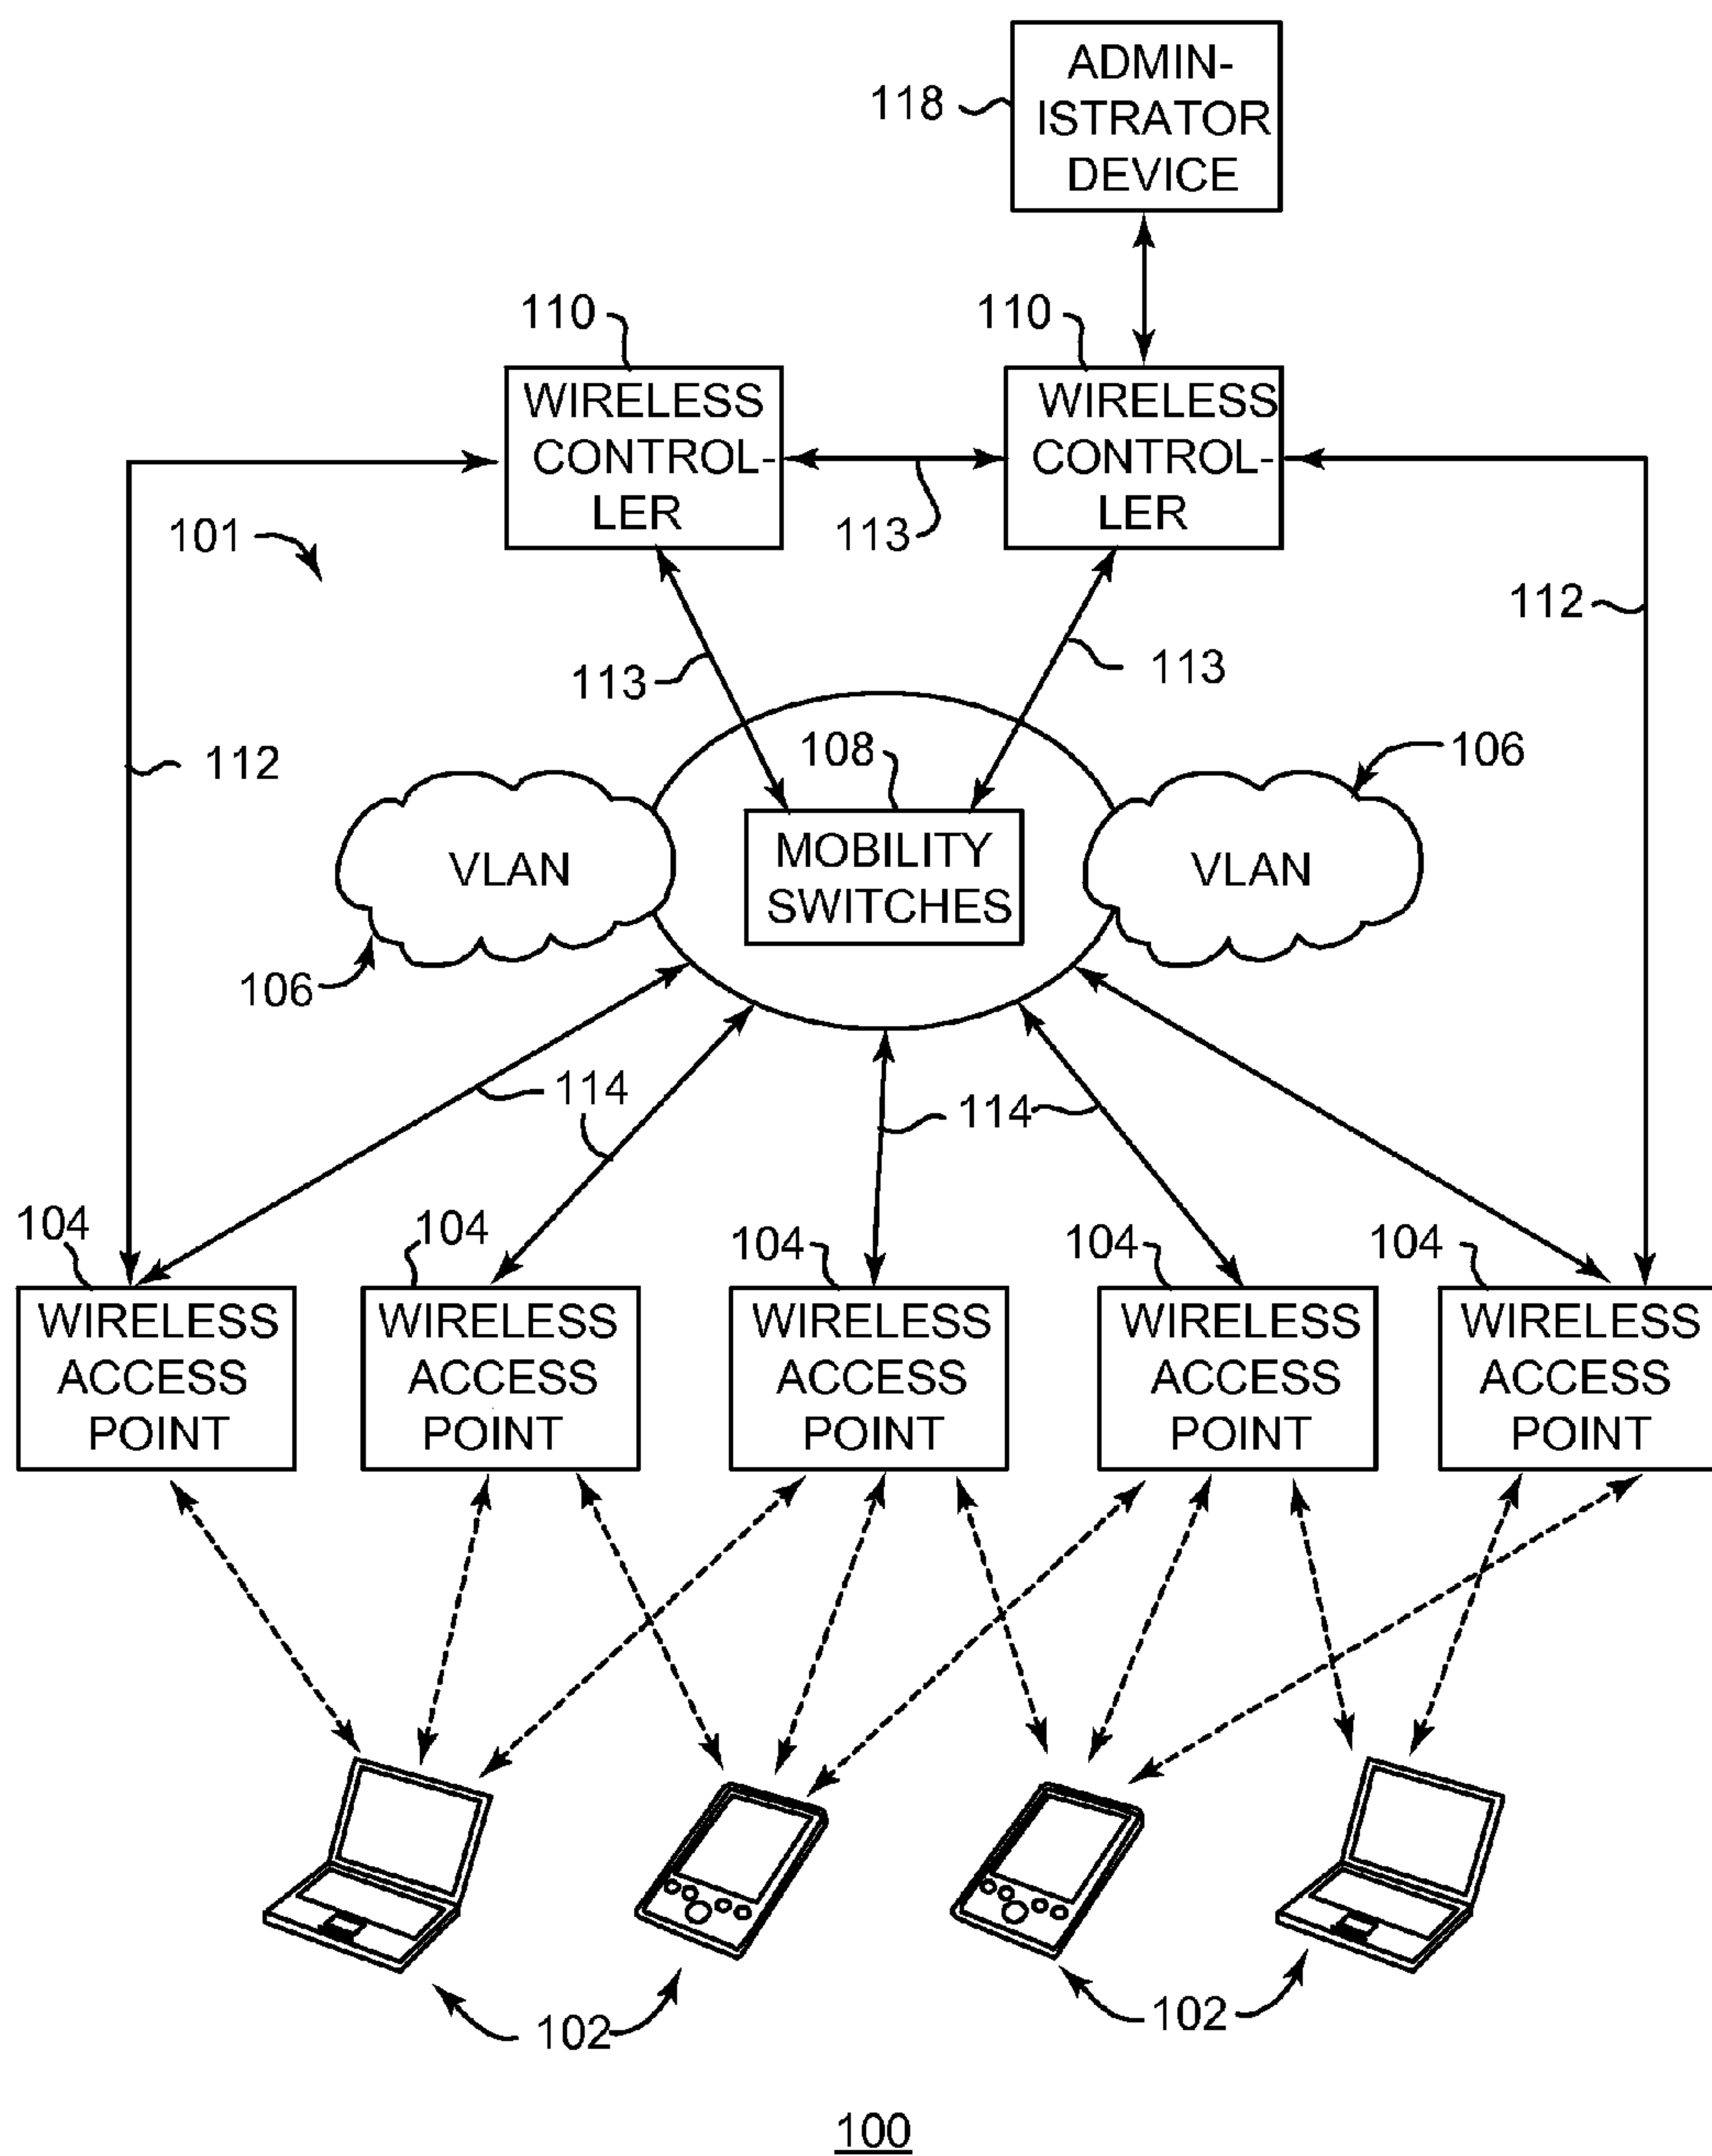 ADMIN-
ISTRATOR
DEVICE
118
110
110
WIRELESS
CONTROL-
LER
WIRELESS
CONTROL-
LER
113
101
112
113
113
112
108
106
VLAN
MOBILITY
SWITCHES
VLAN
106
114
114
104
104
104
104
104
WIRELESS
ACCESS
POINT
WIRELESS
ACCESS
POINT
WIRELESS
ACCESS
POINT
WIRELESS
ACCESS
POINT
WIRELESS
ACCESS
POINT
102
102
100